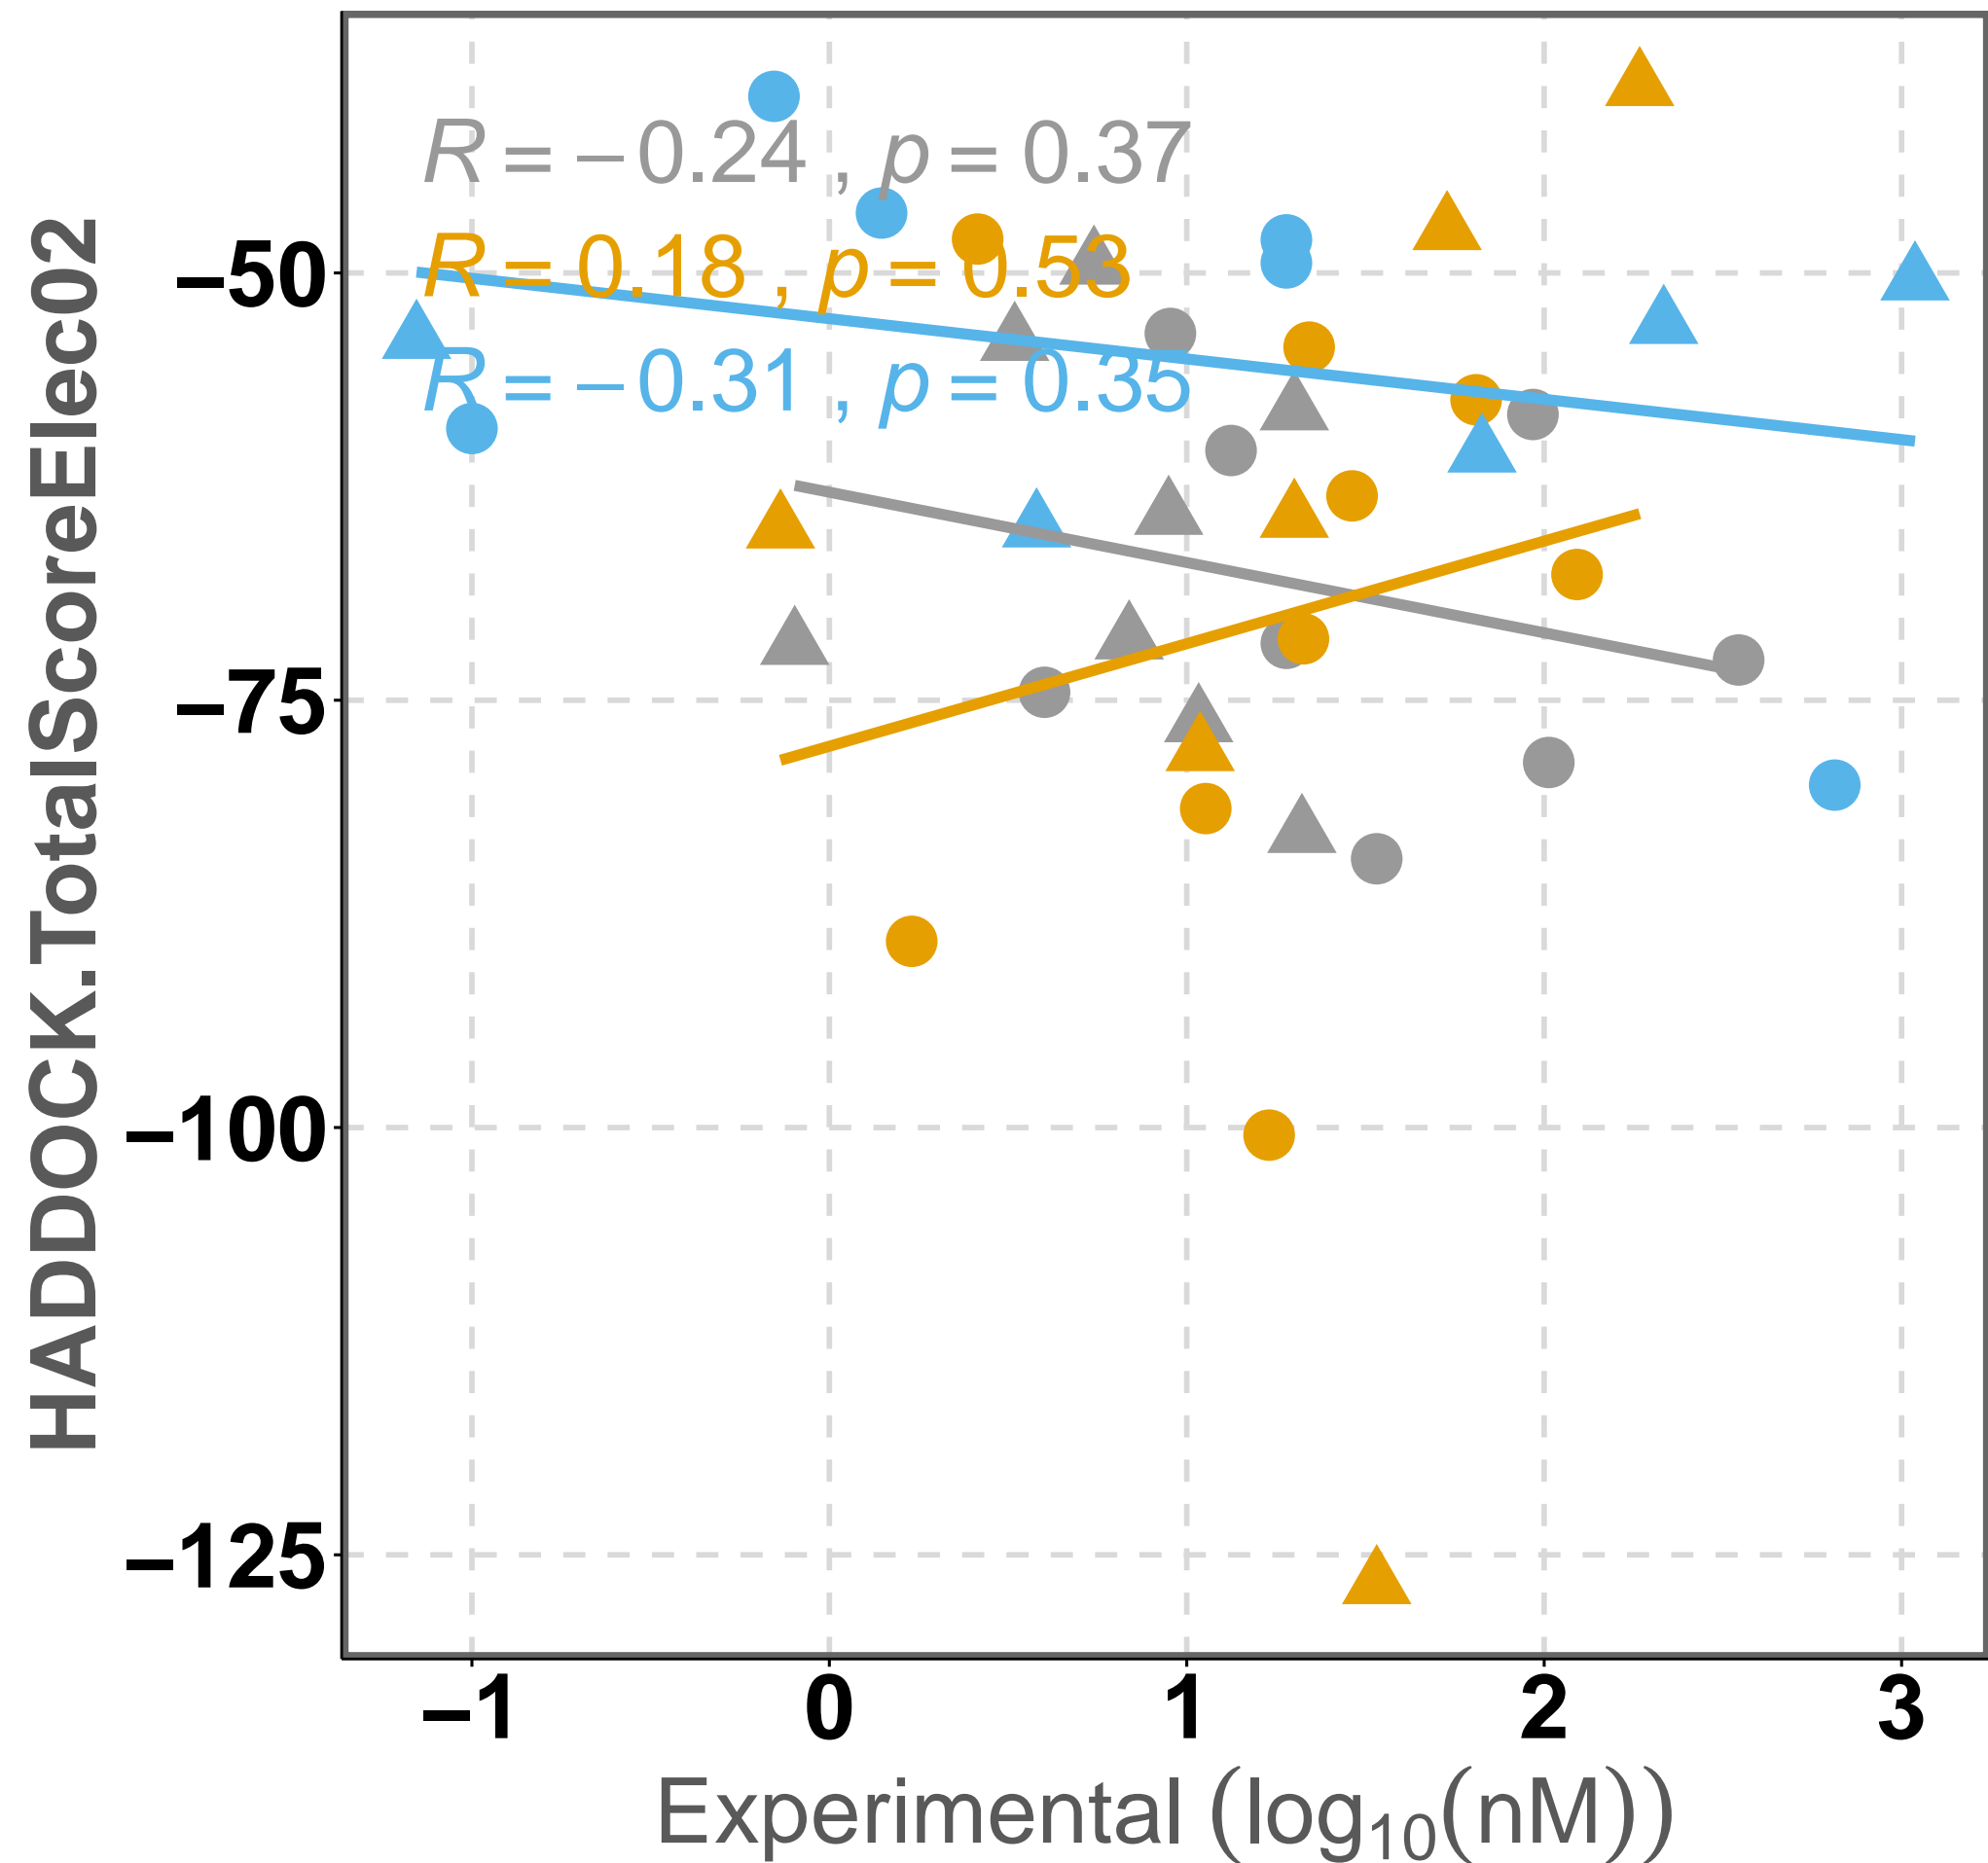 HADDOCK.TotalScoreElec02
R = −0.24 , p = 0.37
R = 0.18 , p = 0.53
R = −0.31 , p = 0.35
−50
−75
−100
−125
−1 0 1 2 3
Experimental (log10(nM))